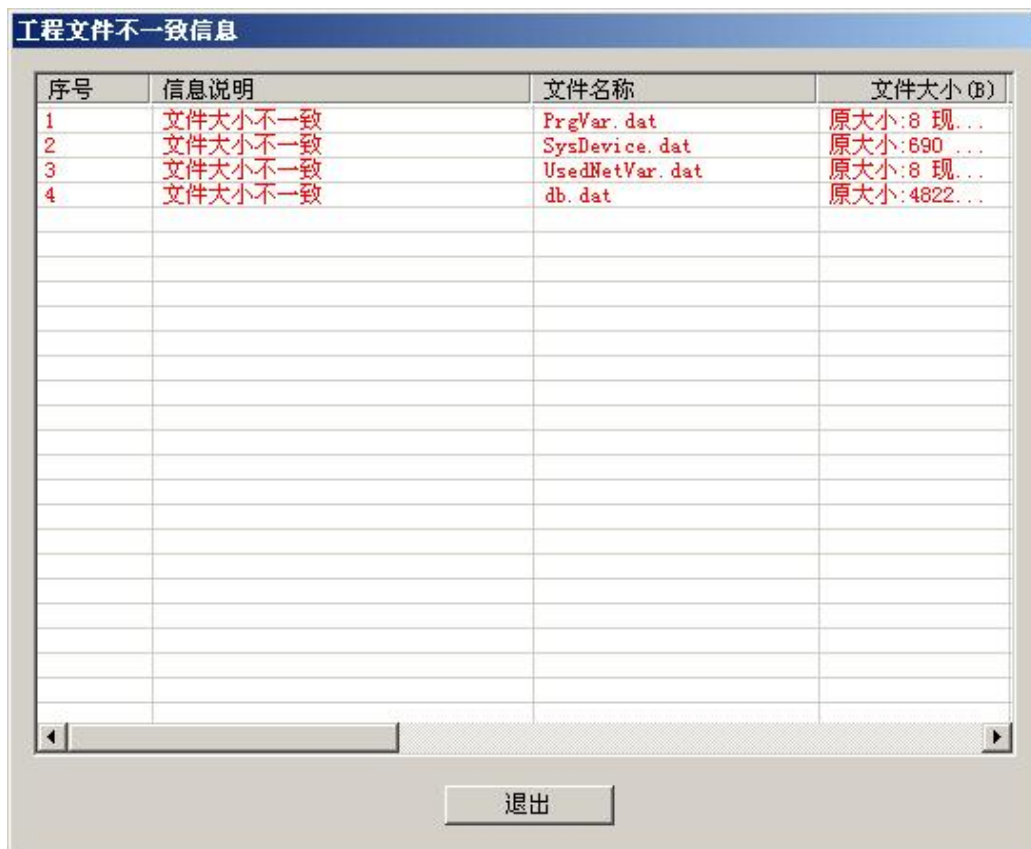 工程文件不一致信息
序号 信息说明 文件名称 文件大小(B)
1 文件大小不一致 PrgVar.dat 原大小:8 现...
2 文件大小不一致 SysDevice.dat 原大小:690 ...
3 文件大小不一致 UsedNetVar.dat 原大小:8 现...
4 文件大小不一致 db.dat 原大小:4822...
退出